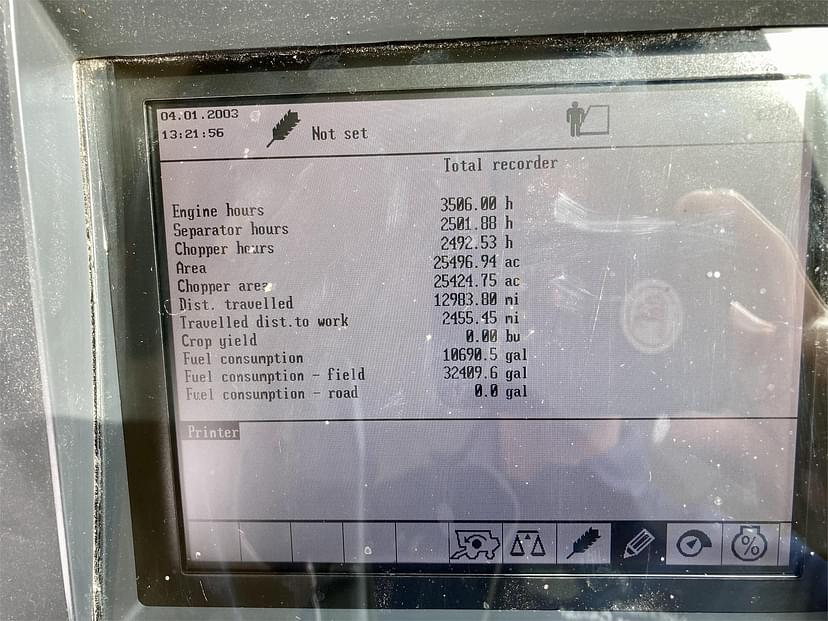 04.01.2003
13:21:56
Not set
Total recorder
Engine hours 3506.00 h
Separator hours 2501.88 h
Chopper hours 2492.53 h
Area 25496.94 ac
Chopper area 25424.75 ac
Dist. travelled 12983.80 mi
Travelled dist.to work 2455.45 mi
Crop yield 0.00 bu
Fuel consumption 10690.5 gal
Fuel consumption - field 32409.6 gal
Fuel consumption - road 0.0 gal
Printer
%